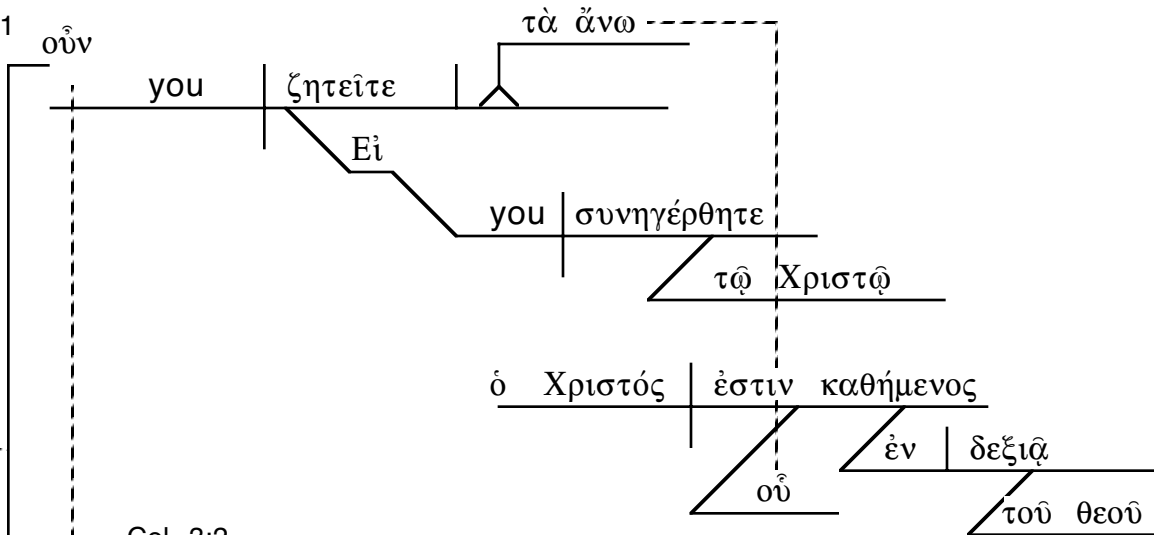 1
οὖν
τὰ ἄνω
you ζητεῖτε
Εἰ
you συνηγέρθητε
τῷ Χριστῷ
ὁ Χριστός ἐστιν καθήμενος
ἐν δεξιᾷ
οὗ
τοῦ θεοῦ